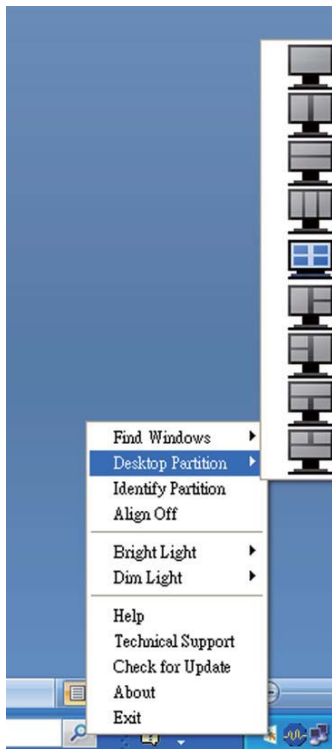 Find Windows
Desktop Partition
Identify Partition
Align Off
Bright Light
Dim Light
Help
Technical Support
Check for Update
About
Exit